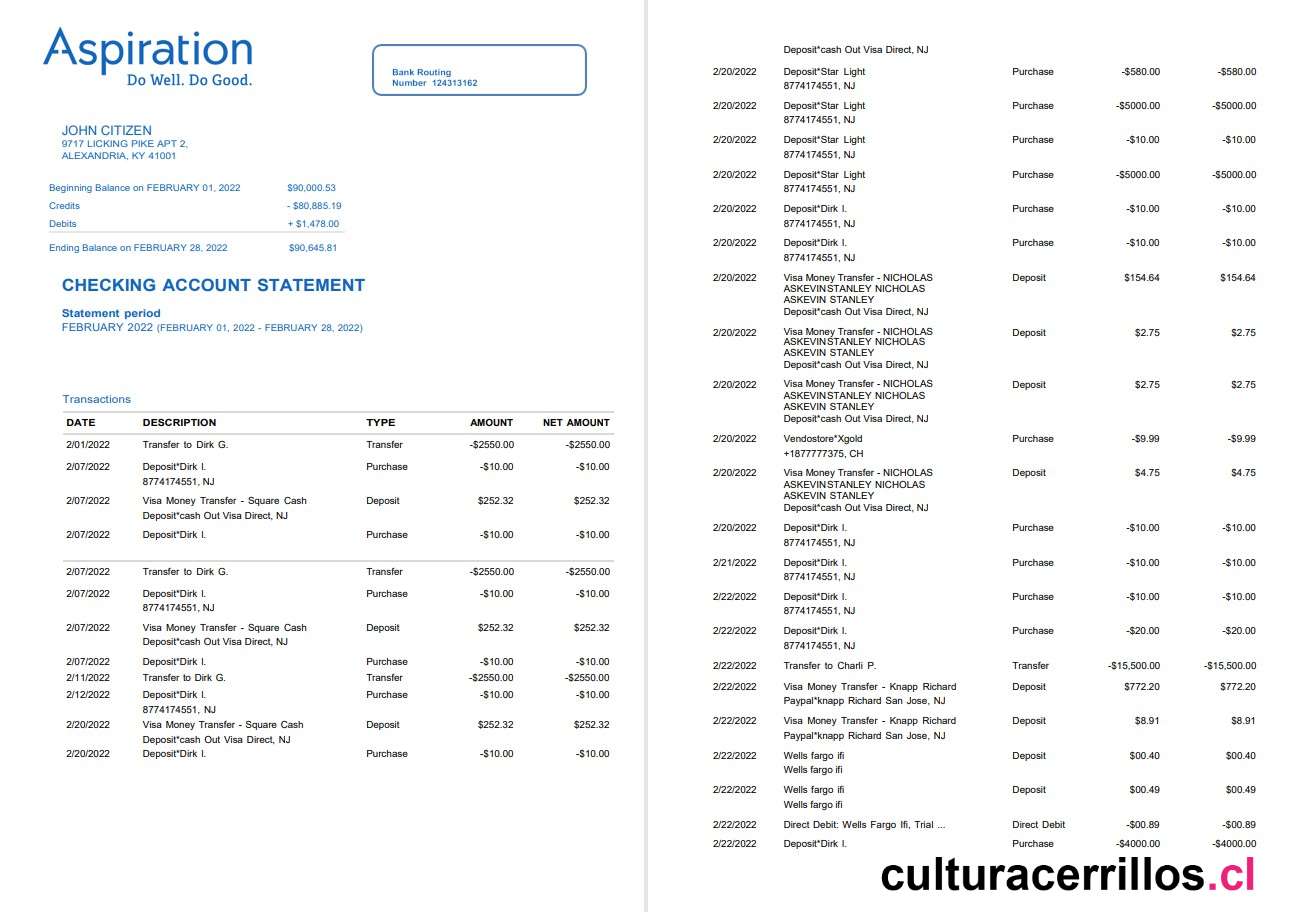 Aspiration
Do Well. Do Good.
Bank Routing
Number 124313162
JOHN CITIZEN
9717 LICKING PIKE APT 2,
ALEXANDRIA, KY 41001
Beginning Balance on FEBRUARY 01, 2022 $90,000.53
Credits - $80,885.19
Debits + $1,478.00
Ending Balance on FEBRUARY 28, 2022 $90,645.81
CHECKING ACCOUNT STATEMENT
Statement period
FEBRUARY 2022 (FEBRUARY 01, 2022 - FEBRUARY 28, 2022)
Transactions
DATE DESCRIPTION TYPE AMOUNT NET AMOUNT
2/01/2022 Transfer to Dirk G. Transfer -$2550.00 -$2550.00
2/07/2022 Deposit*Dirk I. Purchase -$10.00 -$10.00
8774174551, NJ
2/07/2022 Visa Money Transfer - Square Cash Deposit $252.32 $252.32
Deposit*cash Out Visa Direct, NJ
2/07/2022 Deposit*Dirk I. Purchase -$10.00 -$10.00
2/07/2022 Transfer to Dirk G. Transfer -$2550.00 -$2550.00
2/07/2022 Deposit*Dirk I. Purchase -$10.00 -$10.00
8774174551, NJ
2/07/2022 Visa Money Transfer - Square Cash Deposit $252.32 $252.32
Deposit*cash Out Visa Direct, NJ
2/07/2022 Deposit*Dirk I. Purchase -$10.00 -$10.00
2/11/2022 Transfer to Dirk G. Transfer -$2550.00 -$2550.00
2/12/2022 Deposit*Dirk I. Purchase -$10.00 -$10.00
8774174551, NJ
2/20/2022 Visa Money Transfer - Square Cash Deposit $252.32 $252.32
Deposit*cash Out Visa Direct, NJ
2/20/2022 Deposit*Dirk I. Purchase -$10.00 -$10.00
Deposit*cash Out Visa Direct, NJ
2/20/2022 Deposit*Star Light Purchase -$580.00 -$580.00
8774174551, NJ
2/20/2022 Deposit*Star Light Purchase -$5000.00 -$5000.00
8774174551, NJ
2/20/2022 Deposit*Star Light Purchase -$10.00 -$10.00
8774174551, NJ
2/20/2022 Deposit*Star Light Purchase -$5000.00 -$5000.00
8774174551, NJ
2/20/2022 Deposit*Dirk I. Purchase -$10.00 -$10.00
8774174551, NJ
2/20/2022 Deposit*Dirk I. Purchase -$10.00 -$10.00
8774174551, NJ
2/20/2022 Visa Money Transfer - NICHOLAS Deposit $154.64 $154.64
ASKEVINSTANLEY NICHOLAS
ASKEVIN STANLEY
Deposit*cash Out Visa Direct, NJ
2/20/2022 Visa Money Transfer - NICHOLAS Deposit $2.75 $2.75
ASKEVINSTANLEY NICHOLAS
ASKEVIN STANLEY
Deposit*cash Out Visa Direct, NJ
2/20/2022 Visa Money Transfer - NICHOLAS Deposit $2.75 $2.75
ASKEVINSTANLEY NICHOLAS
ASKEVIN STANLEY
Deposit*cash Out Visa Direct, NJ
2/20/2022 Vendostore*Xgold Purchase -$9.99 -$9.99
+1877777375, CH
2/20/2022 Visa Money Transfer - NICHOLAS Deposit $4.75 $4.75
ASKEVINSTANLEY NICHOLAS
ASKEVIN STANLEY
Deposit*cash Out Visa Direct, NJ
2/20/2022 Deposit*Dirk I. Purchase -$10.00 -$10.00
8774174551, NJ
2/21/2022 Deposit*Dirk I. Purchase -$10.00 -$10.00
8774174551, NJ
2/22/2022 Deposit*Dirk I. Purchase -$10.00 -$10.00
8774174551, NJ
2/22/2022 Deposit*Dirk I. Purchase -$20.00 -$20.00
8774174551, NJ
2/22/2022 Transfer to Charli P. Transfer -$15,500.00 -$15,500.00
2/22/2022 Visa Money Transfer - Knapp Richard Deposit $772.20 $772.20
Paypal*knapp Richard San Jose, NJ
2/22/2022 Visa Money Transfer - Knapp Richard Deposit $8.91 $8.91
Paypal*knapp Richard San Jose, NJ
2/22/2022 Wells fargo ifi Deposit $00.40 $00.40
Wells fargo ifi
2/22/2022 Wells fargo ifi Deposit $00.49 $00.49
Wells fargo ifi
2/22/2022 Direct Debit: Wells Fargo Ifi, Trial ... Direct Debit -$00.89 -$00.89
2/22/2022 Deposit*Dirk I. Purchase -$4000.00 -$4000.00
culturacerrillos.cl